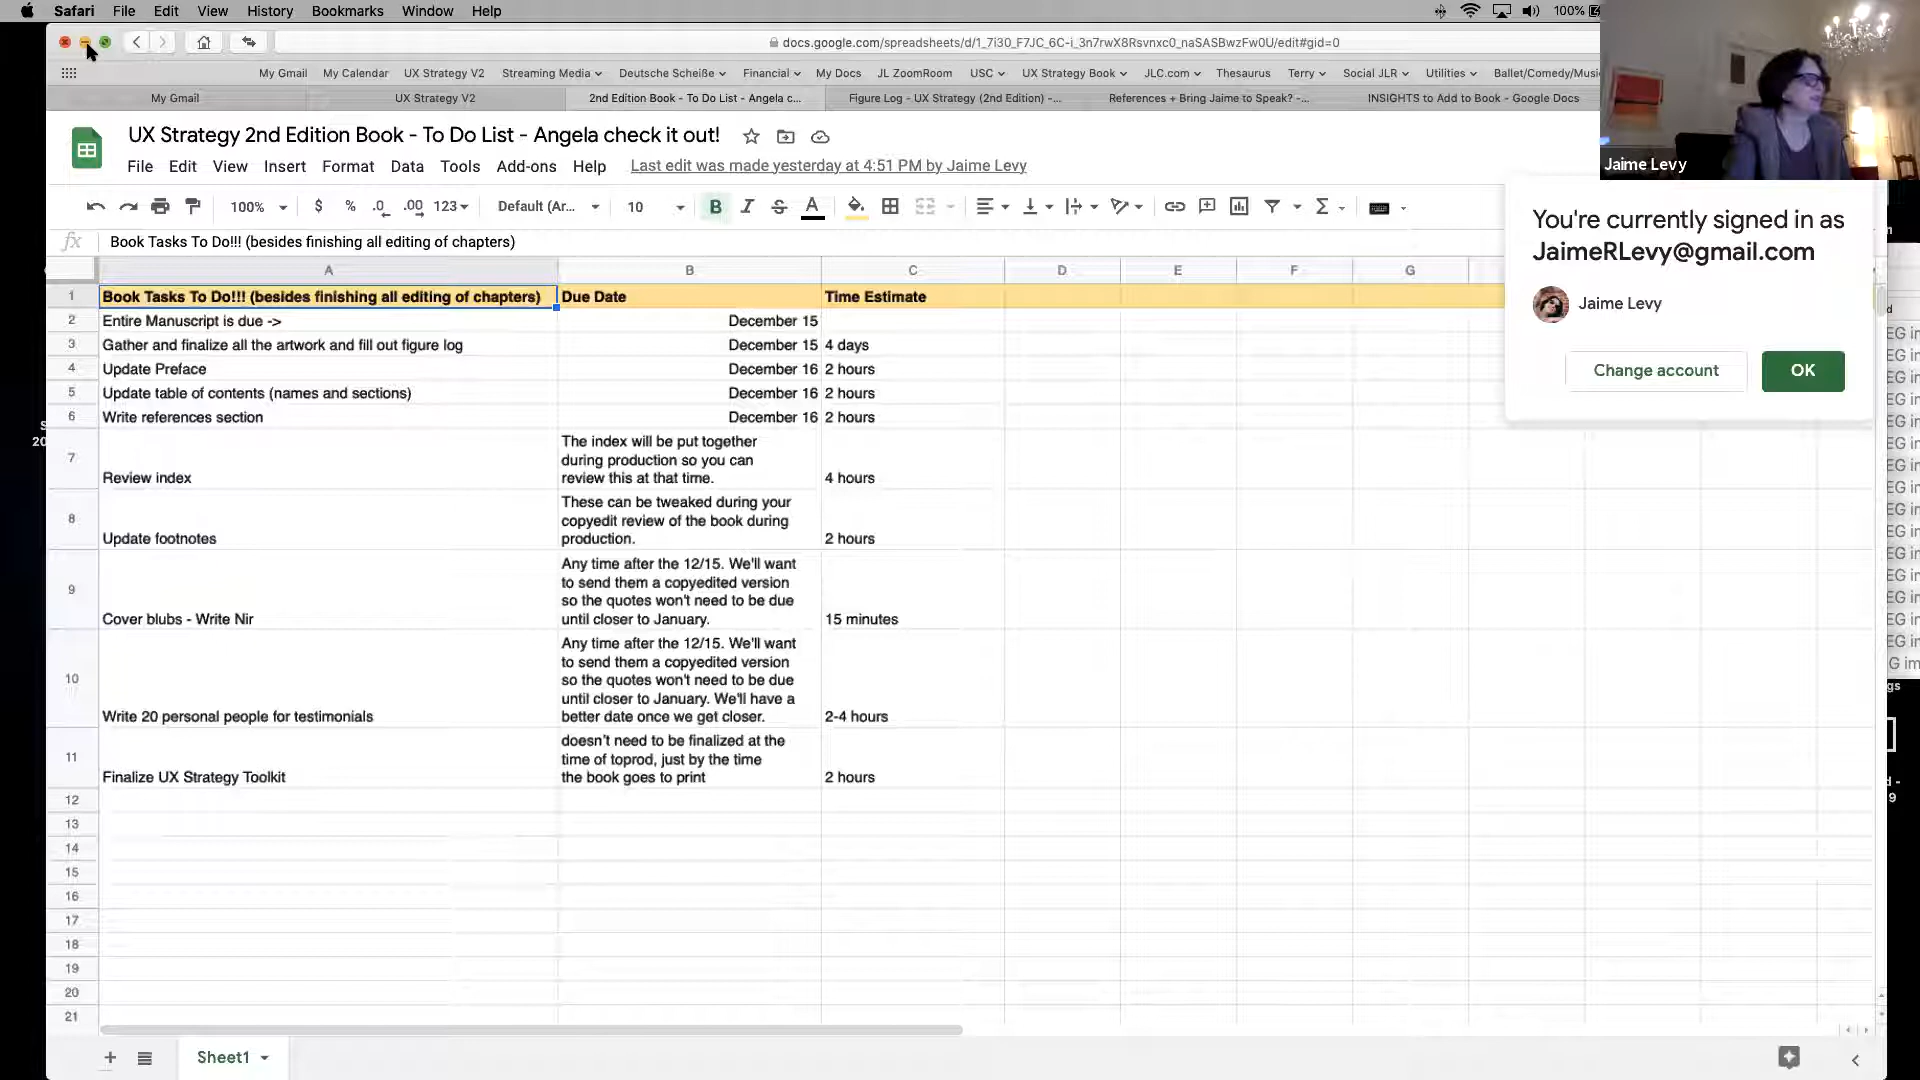 Safari File Edit View History Bookmarks Window Help 100%
docs.google.com/spreadsheets/d/1_7i30_F7JC_6C-i_3n7rwX8Rsvnxc0_naSASBwzFw0U/edit#gid=0
My Gmail My Calendar UX Strategy V2 Streaming Media Deutsche Scheiße Financial My Docs JL ZoomRoom USC UX Strategy Book JLC.com Thesaurus Terry Social JLR Utilities Ballet/Comedy/Musi
My Gmail UX Strategy V2 2nd Edition Book - To Do List - Angela c... Figure Log - UX Strategy (2nd Edition) -... References + Bring Jaime to Speak? -... INSIGHTS to Add to Book - Google Docs
Jaime Levy
UX Strategy 2nd Edition Book - To Do List - Angela check it out!
File Edit View Insert Format Data Tools Add-ons Help Last edit was made yesterday at 4:51 PM by Jaime Levy
100% $ % .0 .00 123 Default (Ar... 10 B I S A
fx Book Tasks To Do!!! (besides finishing all editing of chapters)
You're currently signed in as
JaimeRLevy@gmail.com
Jaime Levy
Change account OK
A B C D E F G
1 Book Tasks To Do!!! (besides finishing all editing of chapters) Due Date Time Estimate
2 Entire Manuscript is due -> December 15
3 Gather and finalize all the artwork and fill out figure log December 15 4 days
4 Update Preface December 16 2 hours
5 Update table of contents (names and sections) December 16 2 hours
6 Write references section December 16 2 hours
The index will be put together
7 during production so you can
Review index review this at that time. 4 hours
These can be tweaked during your
8 copyedit review of the book during
Update footnotes production. 2 hours
Any time after the 12/15. We'll want
9 to send them a copyedited version
so the quotes won't need to be due
Cover blubs - Write Nir until closer to January. 15 minutes
Any time after the 12/15. We'll want
to send them a copyedited version
10 so the quotes won't need to be due
until closer to January. We'll have a
Write 20 personal people for testimonials better date once we get closer. 2-4 hours
doesn't need to be finalized at the
11 time of toprod, just by the time
Finalize UX Strategy Toolkit the book goes to print 2 hours
12
13
14
15
16
17
18
19
20
21
Sheet1